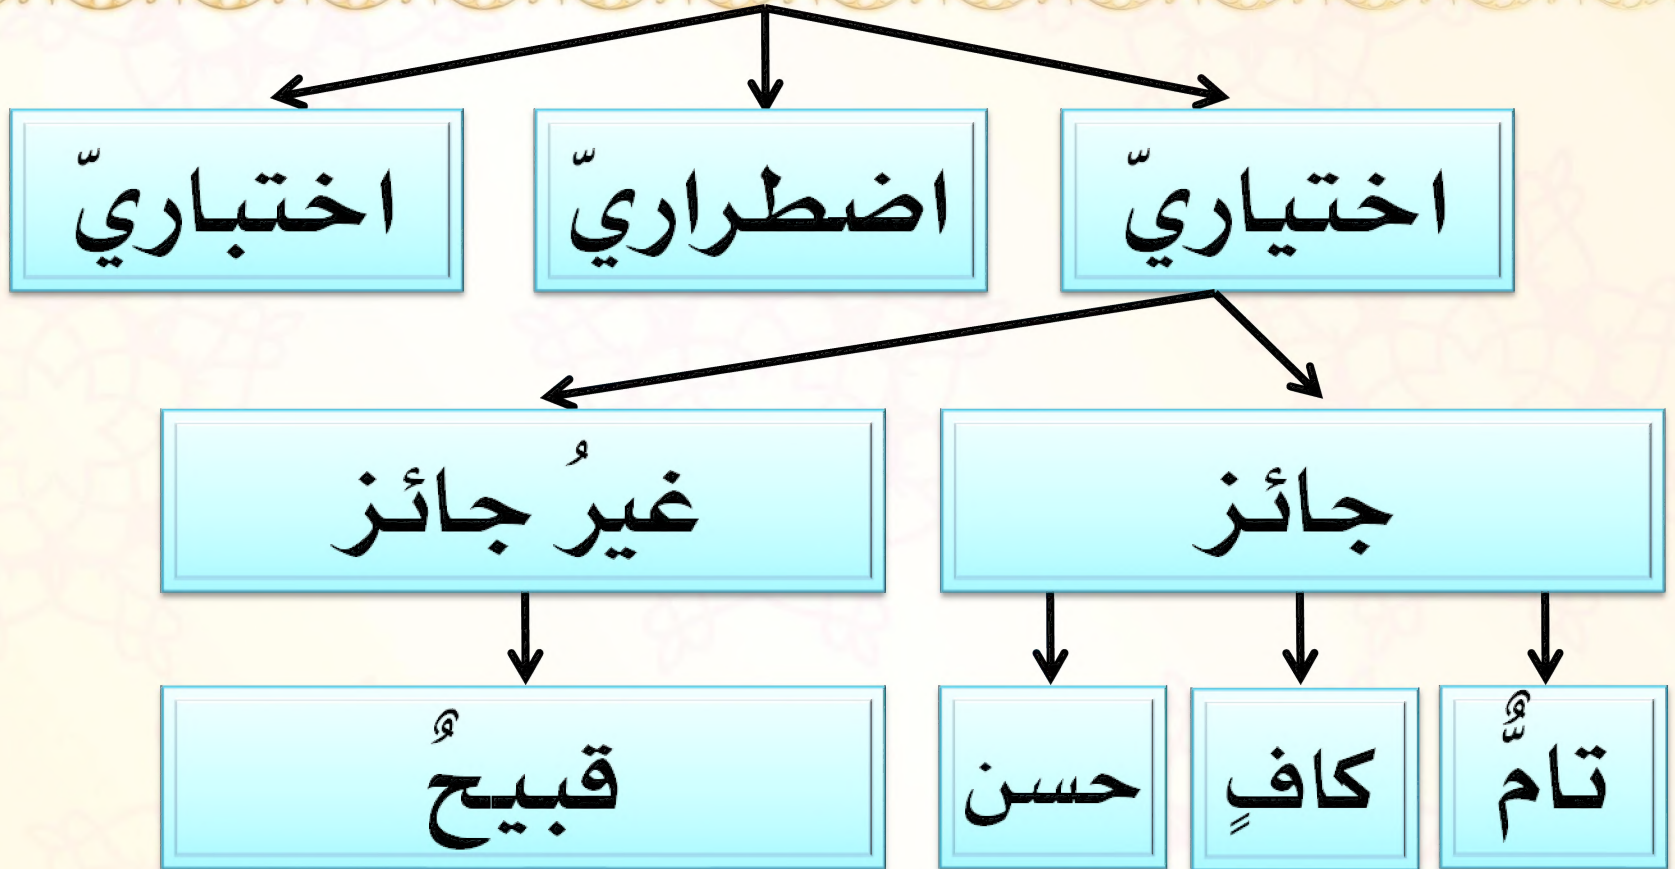 اختياريّ
اضطراريّ
اختباريّ
جائز
غيرُ جائز
تامٌّ
كافٍ
حسن
قبيحٌ